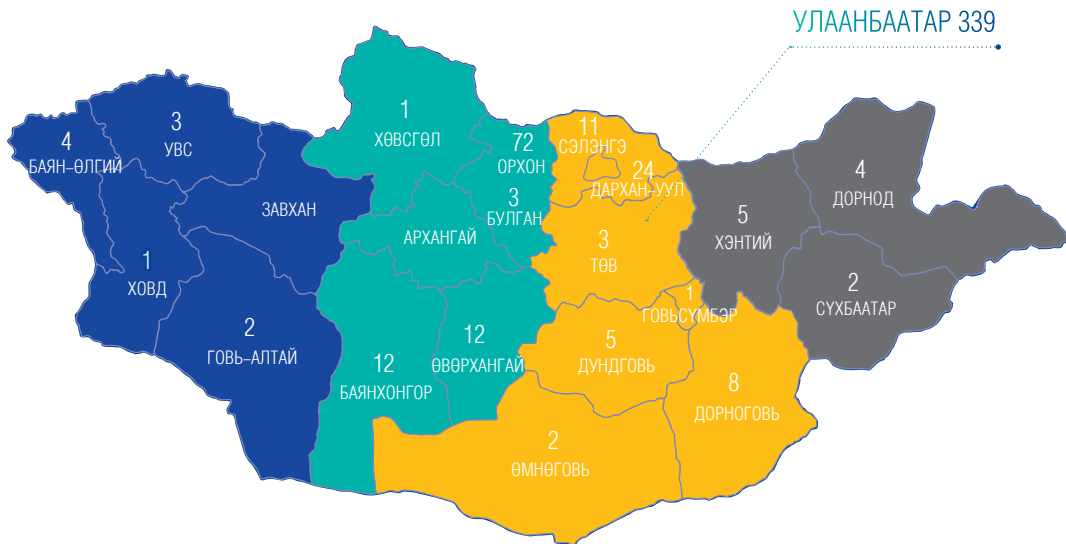 УЛААНБААТАР 339
4
БАЯН-ӨЛГИЙ
3
УВС
ЗАВХАН
1
ХОВД
2
ГОВЬ-АЛТАЙ
1
ХӨВСГӨЛ
72
ОРХОН
3
БУЛГАН
АРХАНГАЙ
12
БАЯНХОНГОР
12
ӨВӨРХАНГАЙ
11
СЭЛЭНГЭ
24
ДАРХАН-УУЛ
3
ТӨВ
1
ГОВЬСҮМБЭР
5
ДУНДГОВЬ
8
ДОРНОГОВЬ
2
ӨМНӨГОВЬ
5
ХЭНТИЙ
4
ДОРНОД
2
СҮХБААТАР